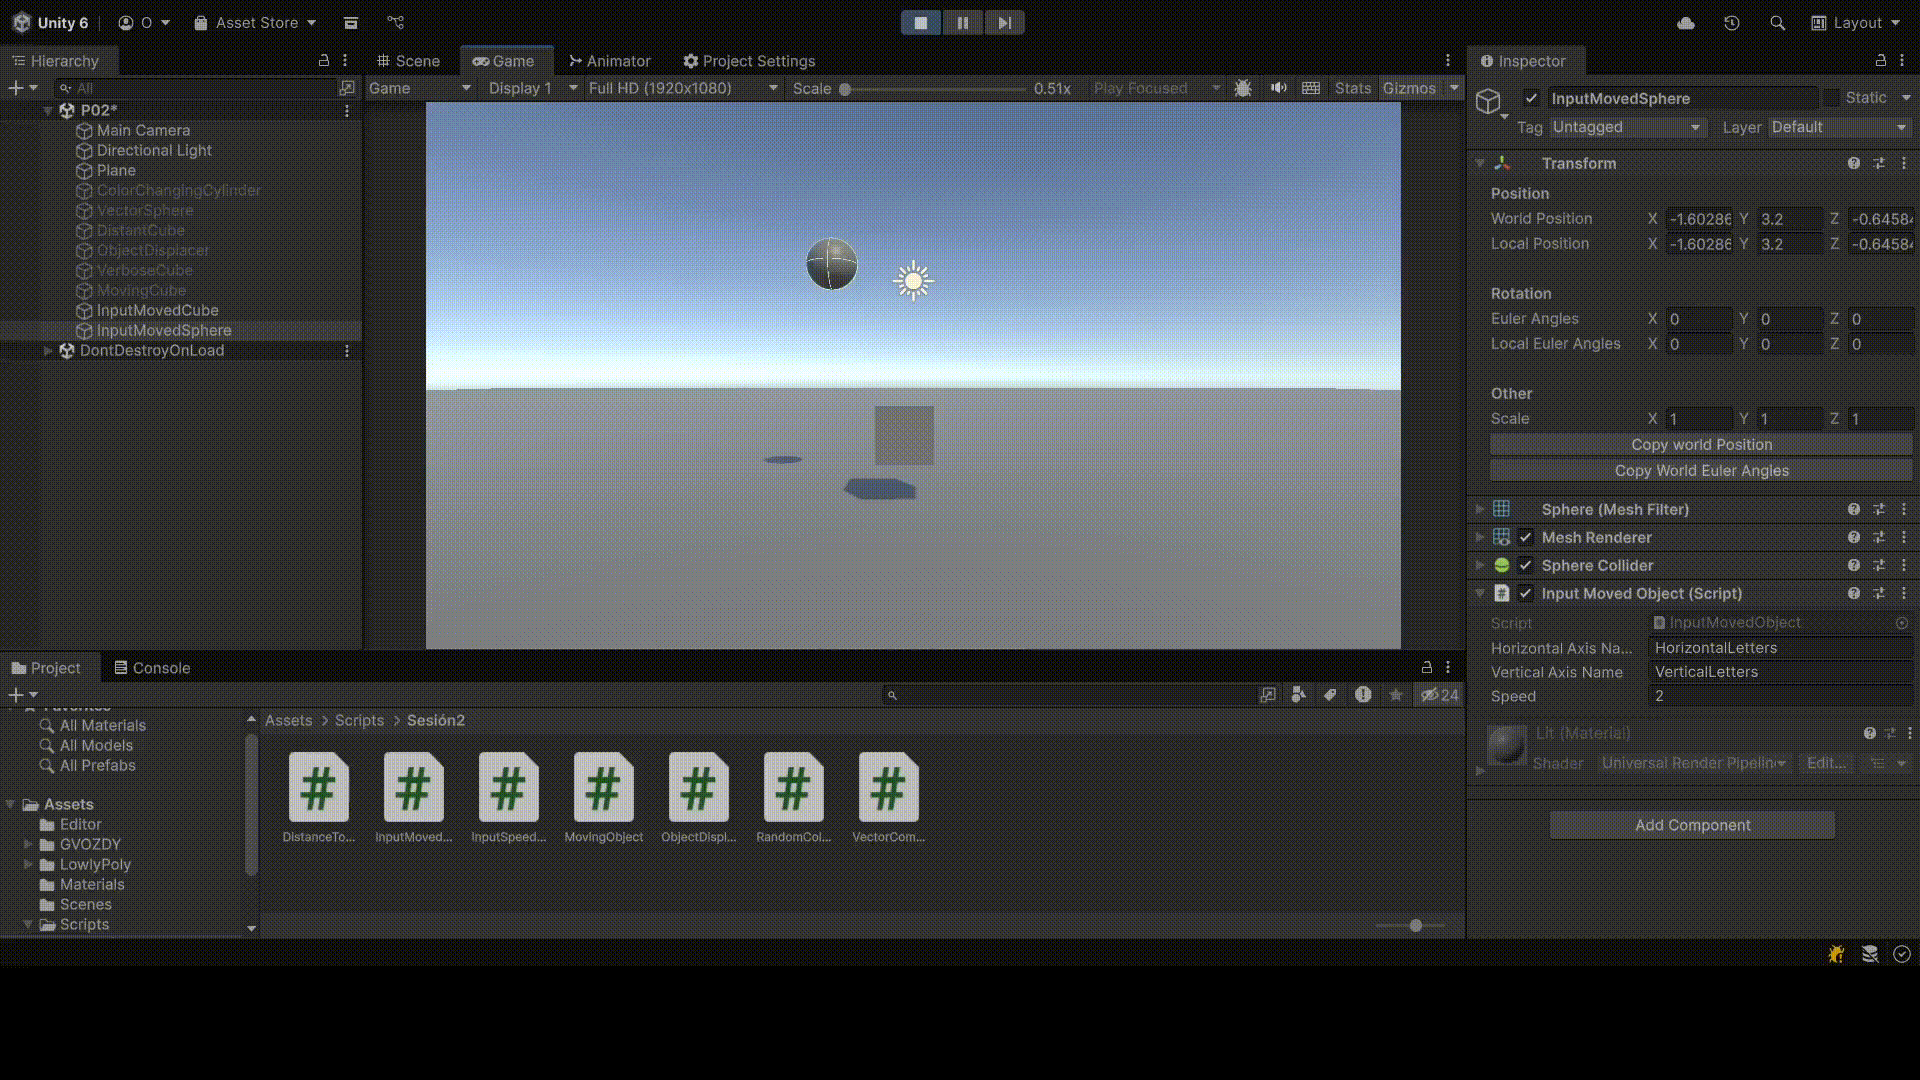 Unity 6 O Asset Store Layout
Hierarchy
All
P02*
Main Camera
Directional Light
Plane
ColorChangingCylinder
VectorSphere
DistantCube
ObjectDisplacer
VerboseCube
MovingCube
InputMovedCube
InputMovedSphere
DontDestroyOnLoad
Scene Game Animator Project Settings
Game Display 1 Full HD (1920x1080) Scale 0.51x Play Focused Stats Gizmos
Inspector
InputMovedSphere Static
Tag Untagged Layer Default
Transform
Position
World Position X -1.60286 Y 3.2 Z -0.6458
Local Position X -1.60286 Y 3.2 Z -0.6458
Rotation
Euler Angles X 0 Y 0 Z 0
Local Euler Angles X 0 Y 0 Z 0
Other
Scale X 1 Y 1 Z 1
Copy world Position
Copy World Euler Angles
Sphere (Mesh Filter)
Mesh Renderer
Sphere Collider
# Input Moved Object (Script)
Script InputMovedObject
Horizontal Axis Na... HorizontalLetters
Vertical Axis Name VerticalLetters
Speed 2
Lit (Material)
Shader Universal Render Pipelin Edit...
Add Component
Project Console
24
Favorites
All Materials
All Models
All Prefabs
Assets
Editor
GVOZDY
LowlyPoly
Materials
Scenes
Scripts
Assets > Scripts > Sesión2
# # # # # # #
DistanceTo... InputMoved... InputSpeed... MovingObject ObjectDispl... RandomCol... VectorCom...